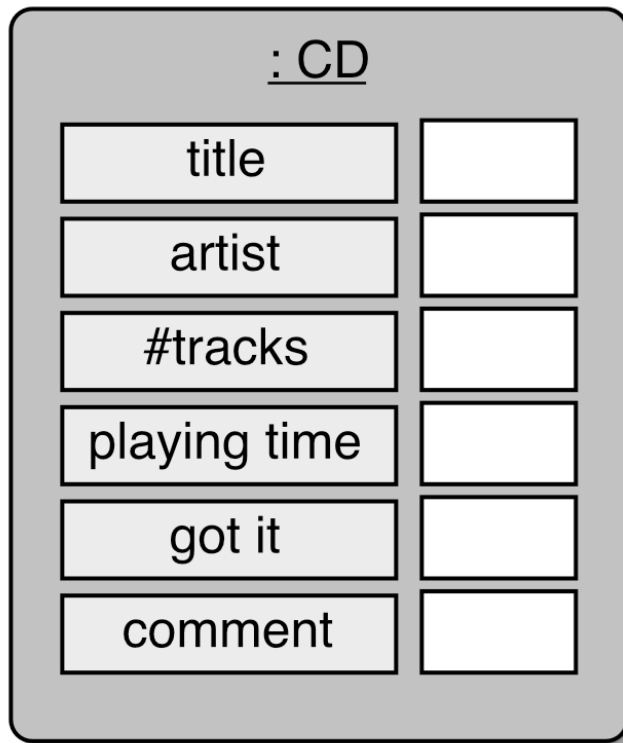 : CD
title
artist
#tracks
playing time
got it
comment